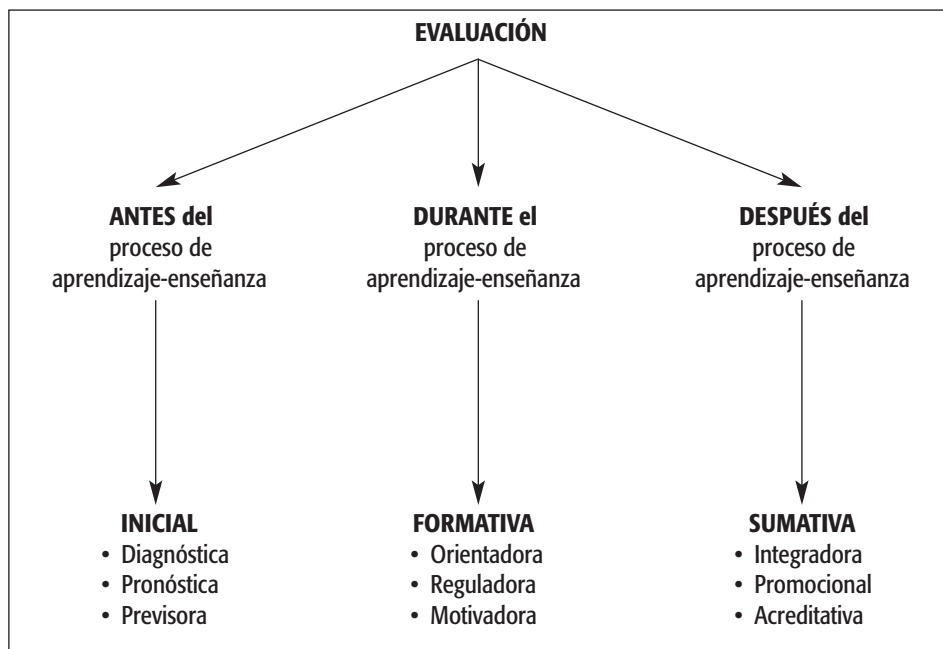 EVALUACIÓN
ANTES del
proceso de
aprendizaje-enseñanza
DURANTE el
proceso de
aprendizaje-enseñanza
DESPUÉS del
proceso de
aprendizaje-enseñanza
INICIAL
• Diagnóstica
• Pronóstica
• Previsora
FORMATIVA
• Orientadora
• Reguladora
• Motivadora
SUMATIVA
• Integradora
• Promocional
• Acreditativa